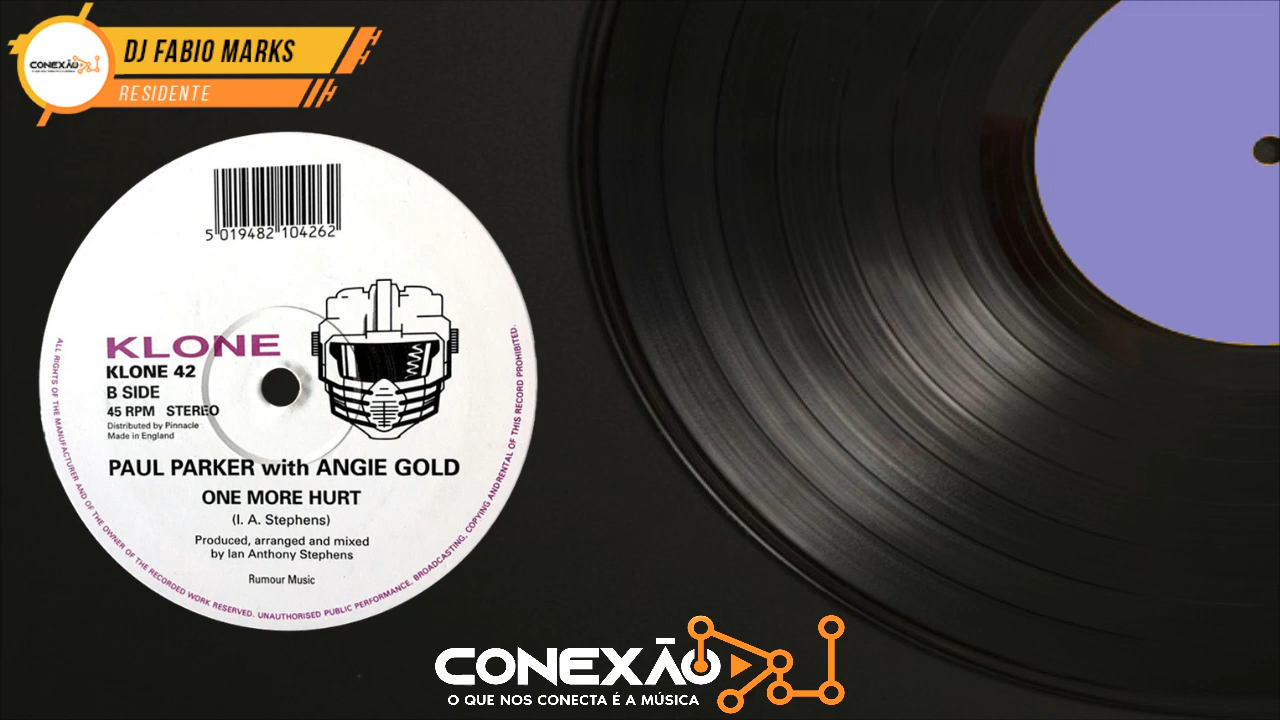 DJ FABIO MARKS
CONEXÃO
RESIDENTE
5 019482 104262
KLONE
KLONE 42
B SIDE
45 RPM STEREO
Distributed by Pinnacle
Made in England
PAUL PARKER with ANGIE GOLD
ONE MORE HURT
(I. A. Stephens)
Produced, arranged and mixed
by Ian Anthony Stephens
Rumour Music
ALL RIGHTS OF THE MANUFACTURER AND OF THE OWNER OF THE RECORDED WORK RESERVED. UNAUTHORISED PUBLIC PERFORMANCE, BROADCASTING, COPYING AND RENTAL OF THIS RECORD PROHIBITED.
CONEXÃO DJ
O QUE NOS CONECTA É A MÚSICA